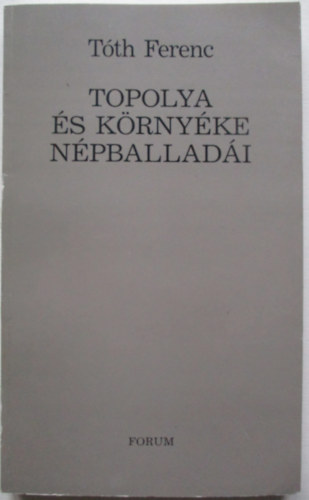 Tóth Ferenc
TOPOLYA
ÉS KÖRNYÉKE
NÉPBALLADÁI
FORUM